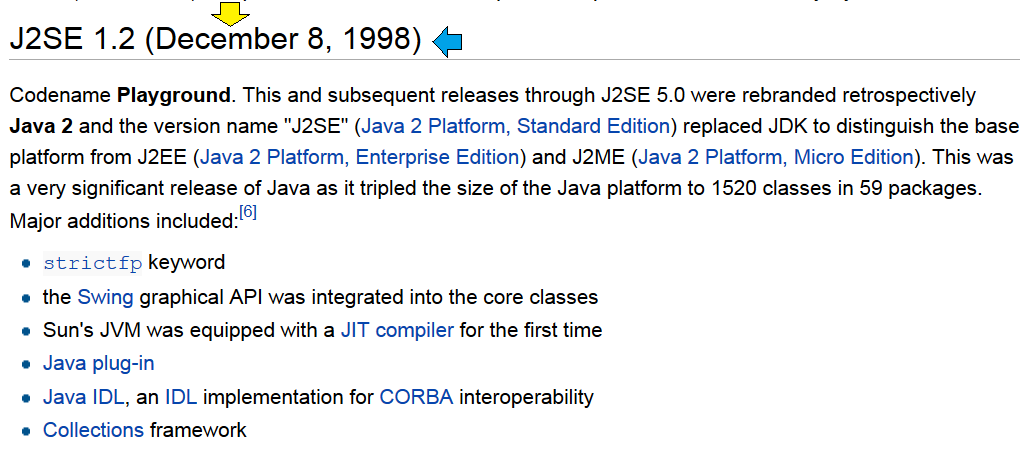 J2SE 1.2 (December 8, 1998)
Codename Playground. This and subsequent releases through J2SE 5.0 were rebranded retrospectively
Java 2 and the version name "J2SE" (Java 2 Platform, Standard Edition) replaced JDK to distinguish the base
platform from J2EE (Java 2 Platform, Enterprise Edition) and J2ME (Java 2 Platform, Micro Edition). This was
a very significant release of Java as it tripled the size of the Java platform to 1520 classes in 59 packages.
Major additions included:[6]
strictfp keyword
the Swing graphical API was integrated into the core classes
Sun's JVM was equipped with a JIT compiler for the first time
Java plug-in
Java IDL, an IDL implementation for CORBA interoperability
Collections framework